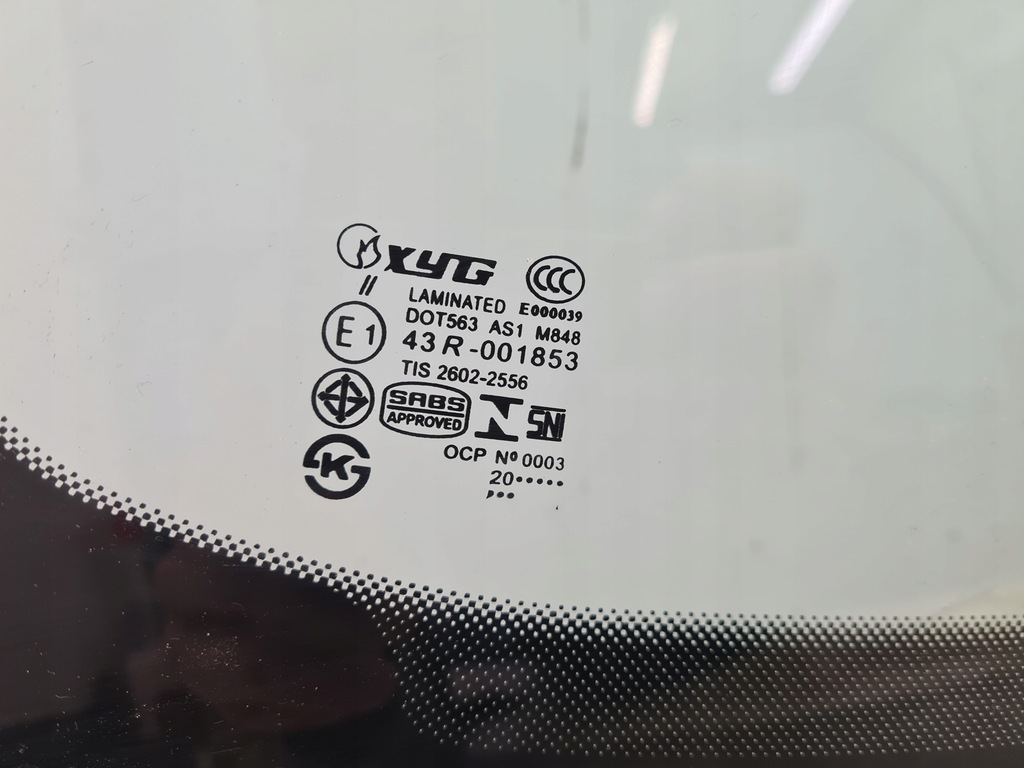 XYG
CCC
//
LAMINATED E000039
DOT563 AS1 M848
E1
43R-001853
TIS 2602-2556
SABS
APPROVED
SNI
K
OCP Nº 0003
20•••••
•••